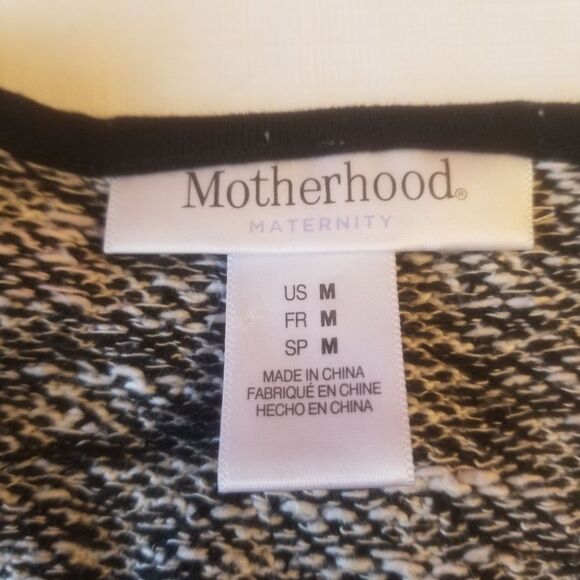 Motherhood®
MATERNITY
US M
FR M
SP M
MADE IN CHINA
FABRIQUÉ EN CHINE
HECHO EN CHINA